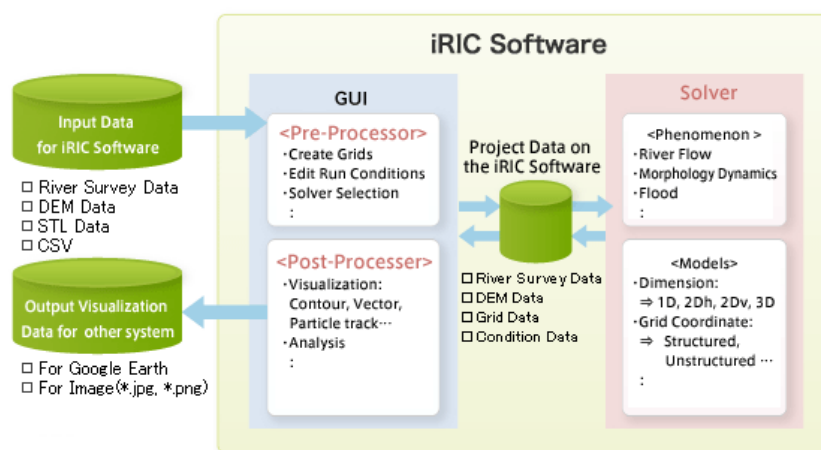 iRIC Software
Input Data
for iRIC Software
□ River Survey Data
□ DEM Data
□ STL Data
□ CSV
Output Visualization
Data for other system
□ For Google Earth
□ For Image(*.jpg, *.png)
GUI
<Pre-Processor>
・Create Grids
・Edit Run Conditions
・Solver Selection
:
<Post-Processer>
・Visualization:
Contour, Vector,
Particle track…
・Analysis
:
Project Data on
the iRIC Software
□ River Survey Data
□ DEM Data
□ Grid Data
□ Condition Data
Solver
<Phenomenon >
・River Flow
・Morphology Dynamics
・Flood
:
<Models>
・Dimension:
⇒ 1D, 2Dh, 2Dv, 3D
・Grid Coordinate:
⇒ Structured,
Unstructured …
: